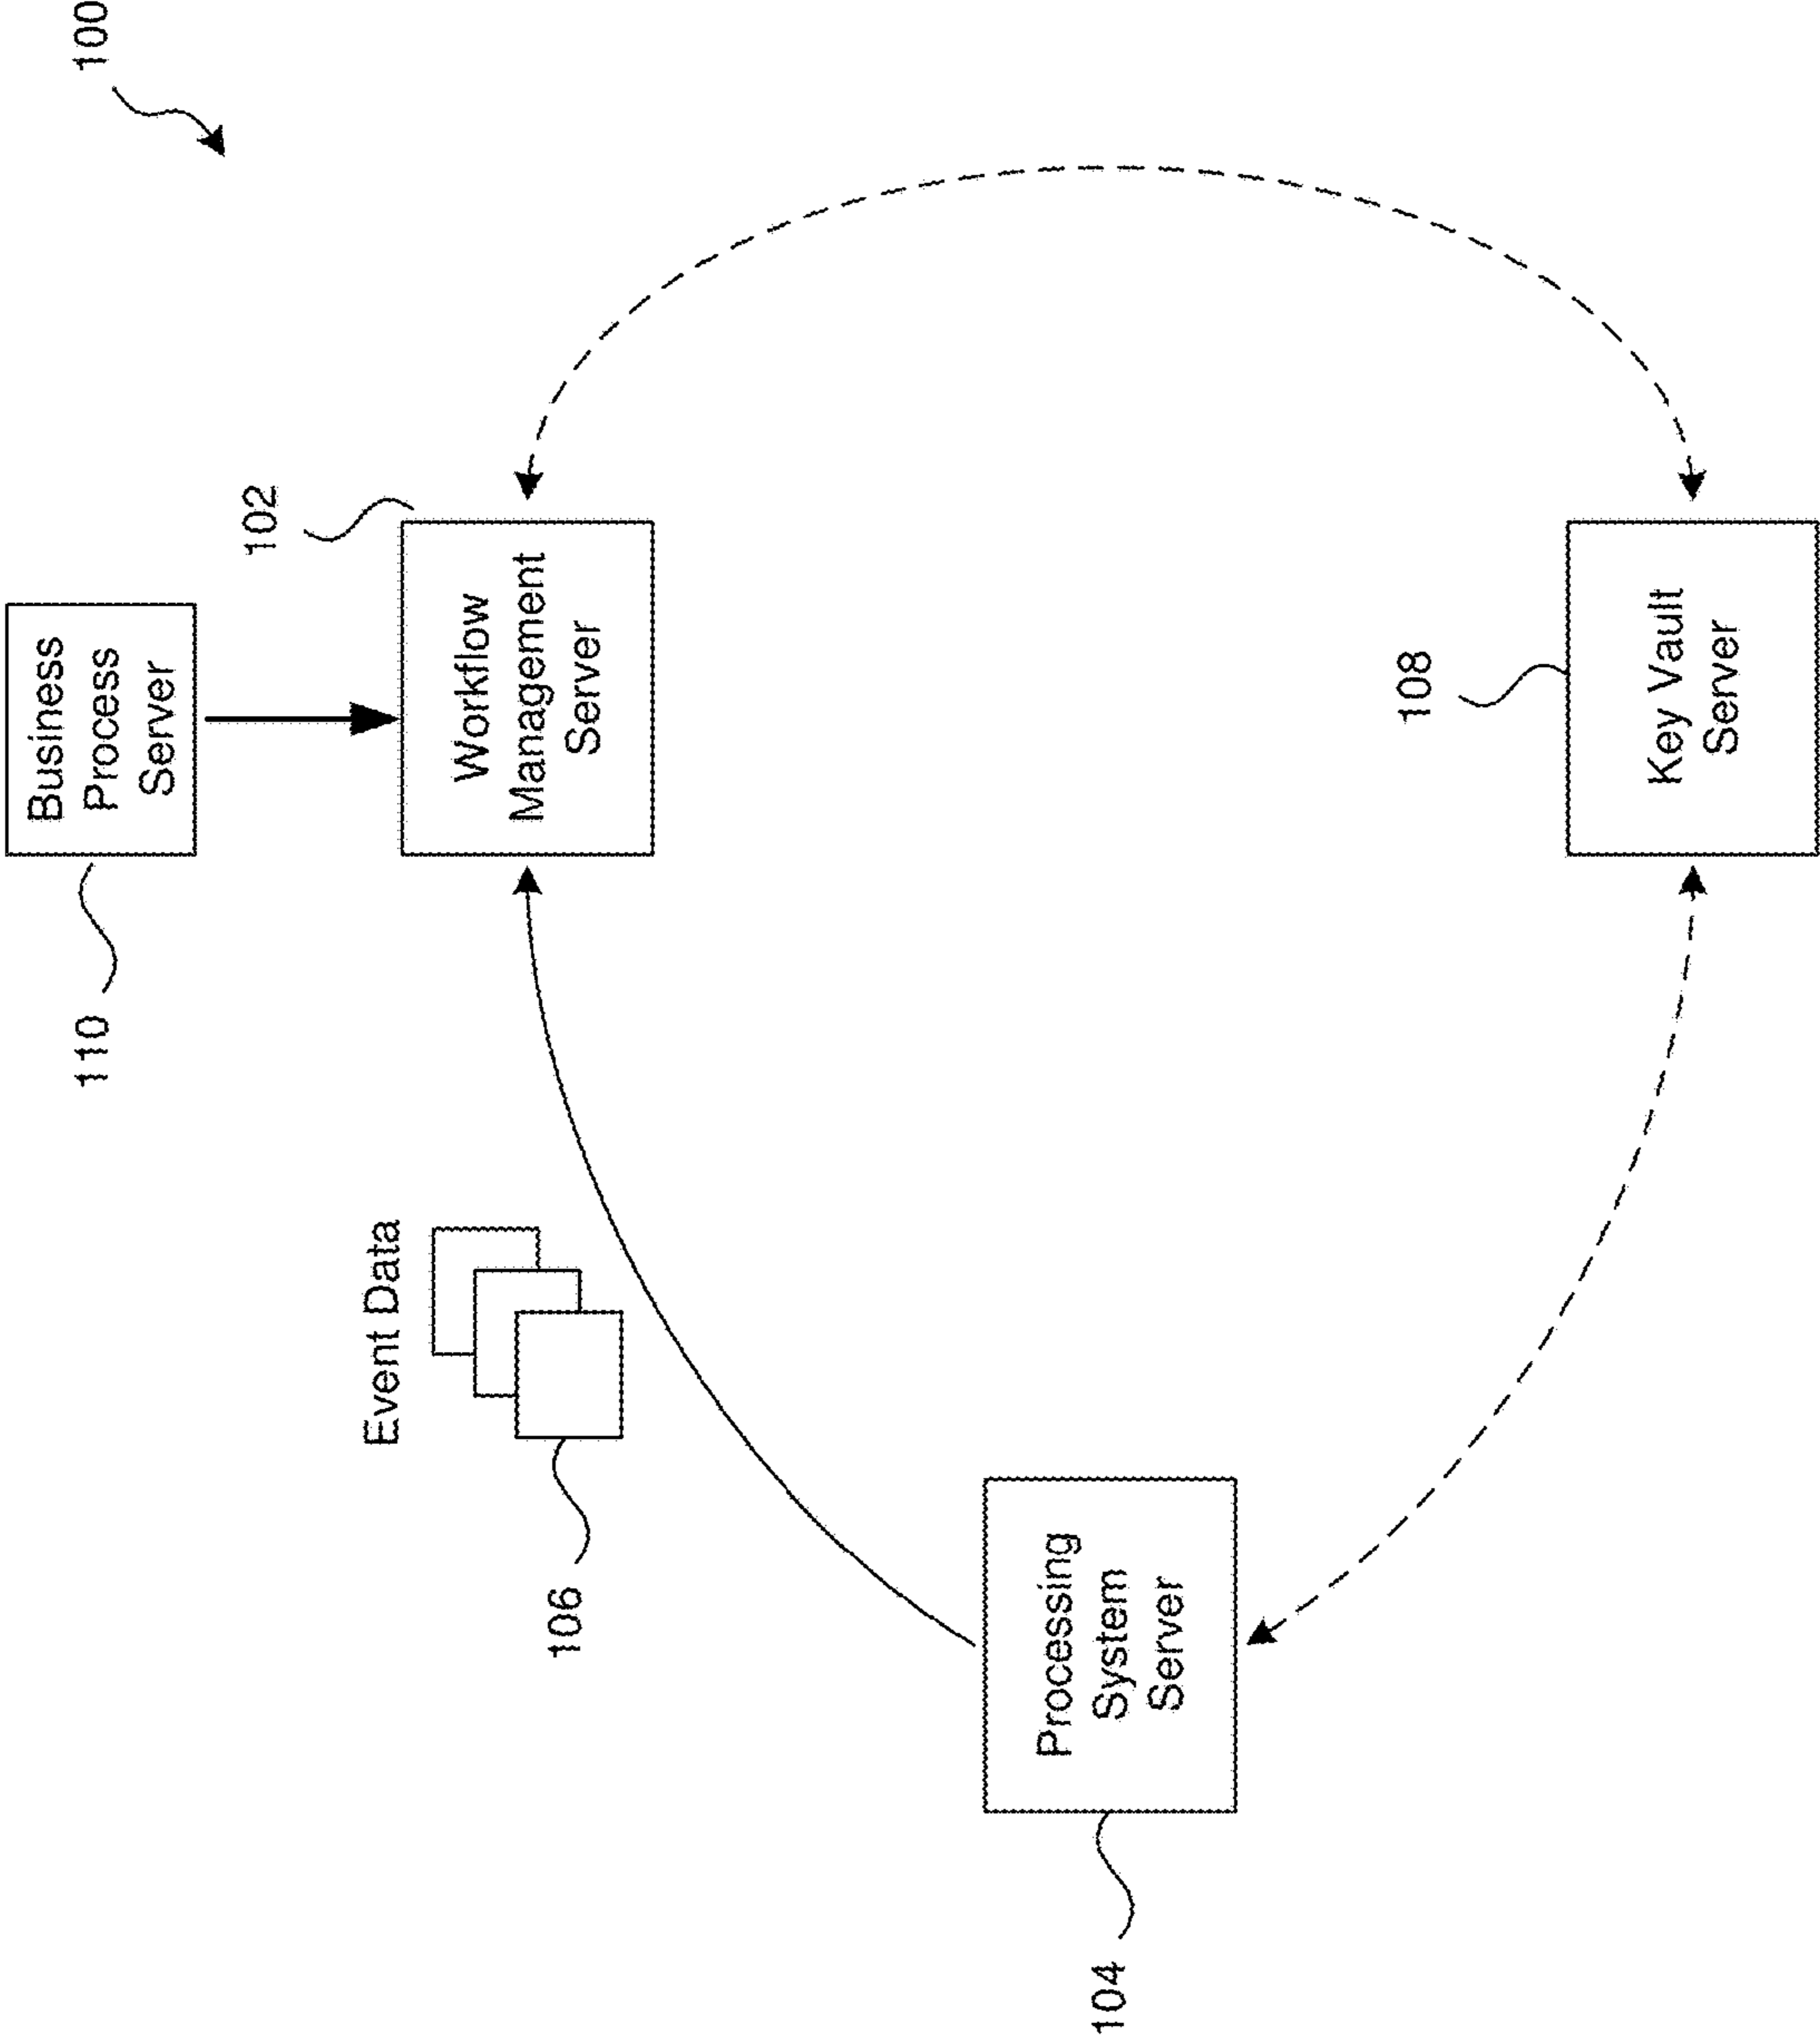 100
110
Business
Process
Server
102
Workflow
Management
Server
Event Data
106
104
Processing
System
Server
108
Key Vault
Server